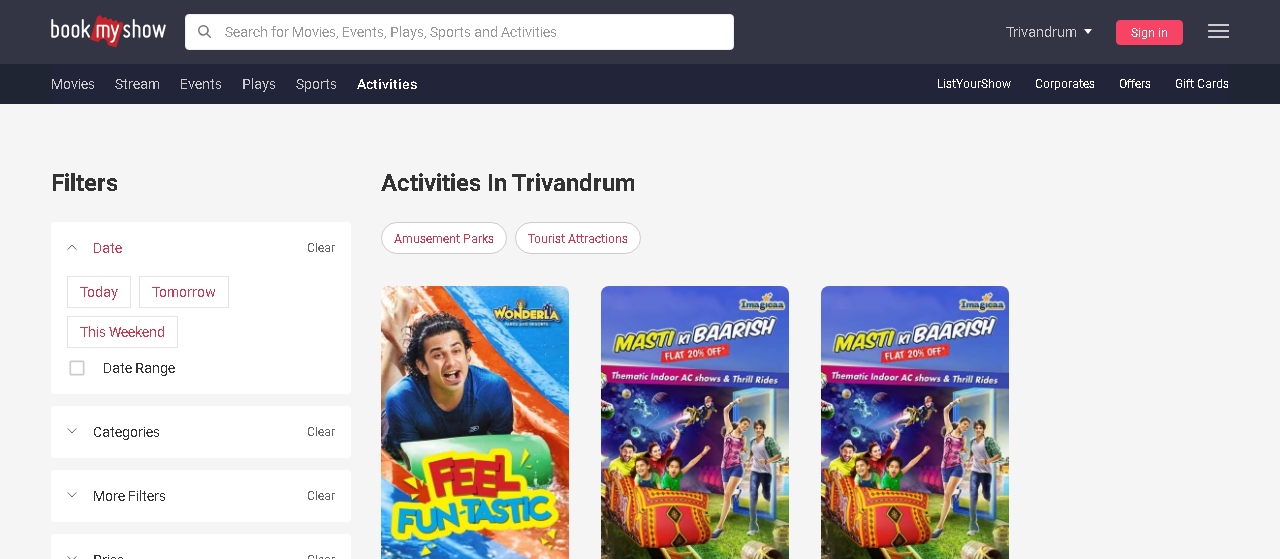 book my show
Search for Movies, Events, Plays, Sports and Activities
Trivandrum
Sign in
Movies Stream Events Plays Sports Activities
ListYourShow Corporates Offers Gift Cards
Filters
Date Clear
Today Tomorrow
This Weekend
Date Range
Categories Clear
More Filters Clear
Price Clear
Activities In Trivandrum
Amusement Parks Tourist Attractions
WONDERLA
PARKS AND RESORTS
FEEL
FUN-TASTIC
Imagicaa
MASTI KI BAARISH
FLAT 20% OFF*
Thematic Indoor AC shows & Thrill Rides
Imagicaa
MASTI KI BAARISH
FLAT 20% OFF*
Thematic Indoor AC shows & Thrill Rides